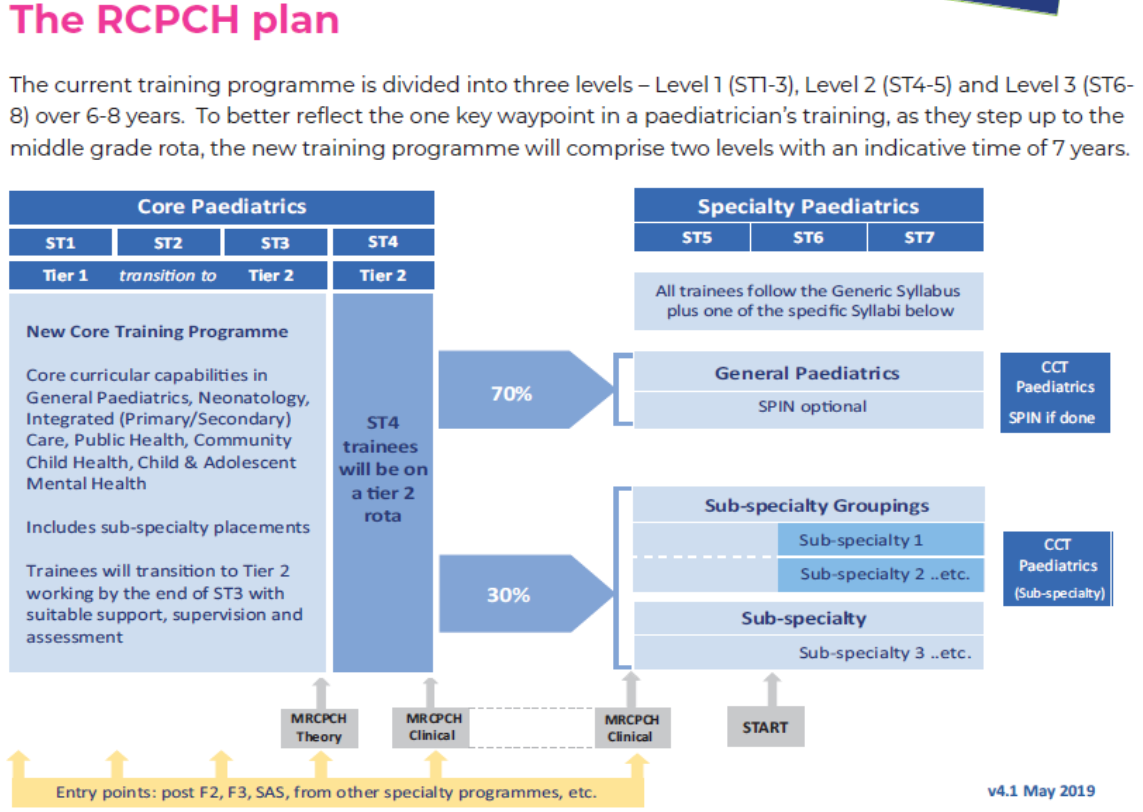 The RCPCH plan
The current training programme is divided into three levels – Level 1 (ST1-3), Level 2 (ST4-5) and Level 3 (ST6-
8) over 6-8 years. To better reflect the one key waypoint in a paediatrician's training, as they step up to the
middle grade rota, the new training programme will comprise two levels with an indicative time of 7 years.
Core Paediatrics
ST1 ST2 ST3 ST4
Tier 1 transition to Tier 2 Tier 2
New Core Training Programme
Core curricular capabilities in
General Paediatrics, Neonatology,
Integrated (Primary/Secondary)
Care, Public Health, Community
Child Health, Child & Adolescent
Mental Health
Includes sub-specialty placements
Trainees will transition to Tier 2
working by the end of ST3 with
suitable support, supervision and
assessment
ST4
trainees
will be on
a tier 2
rota
70%
30%
Specialty Paediatrics
ST5 ST6 ST7
All trainees follow the Generic Syllabus
plus one of the specific Syllabi below
General Paediatrics
SPIN optional
CCT
Paediatrics
SPIN if done
Sub-specialty Groupings
Sub-specialty 1
Sub-specialty 2 ..etc.
Sub-specialty
Sub-specialty 3 ..etc.
CCT
Paediatrics
(Sub-specialty)
MRCPCH
Theory
MRCPCH
Clinical
MRCPCH
Clinical
START
Entry points: post F2, F3, SAS, from other specialty programmes, etc.
v4.1 May 2019